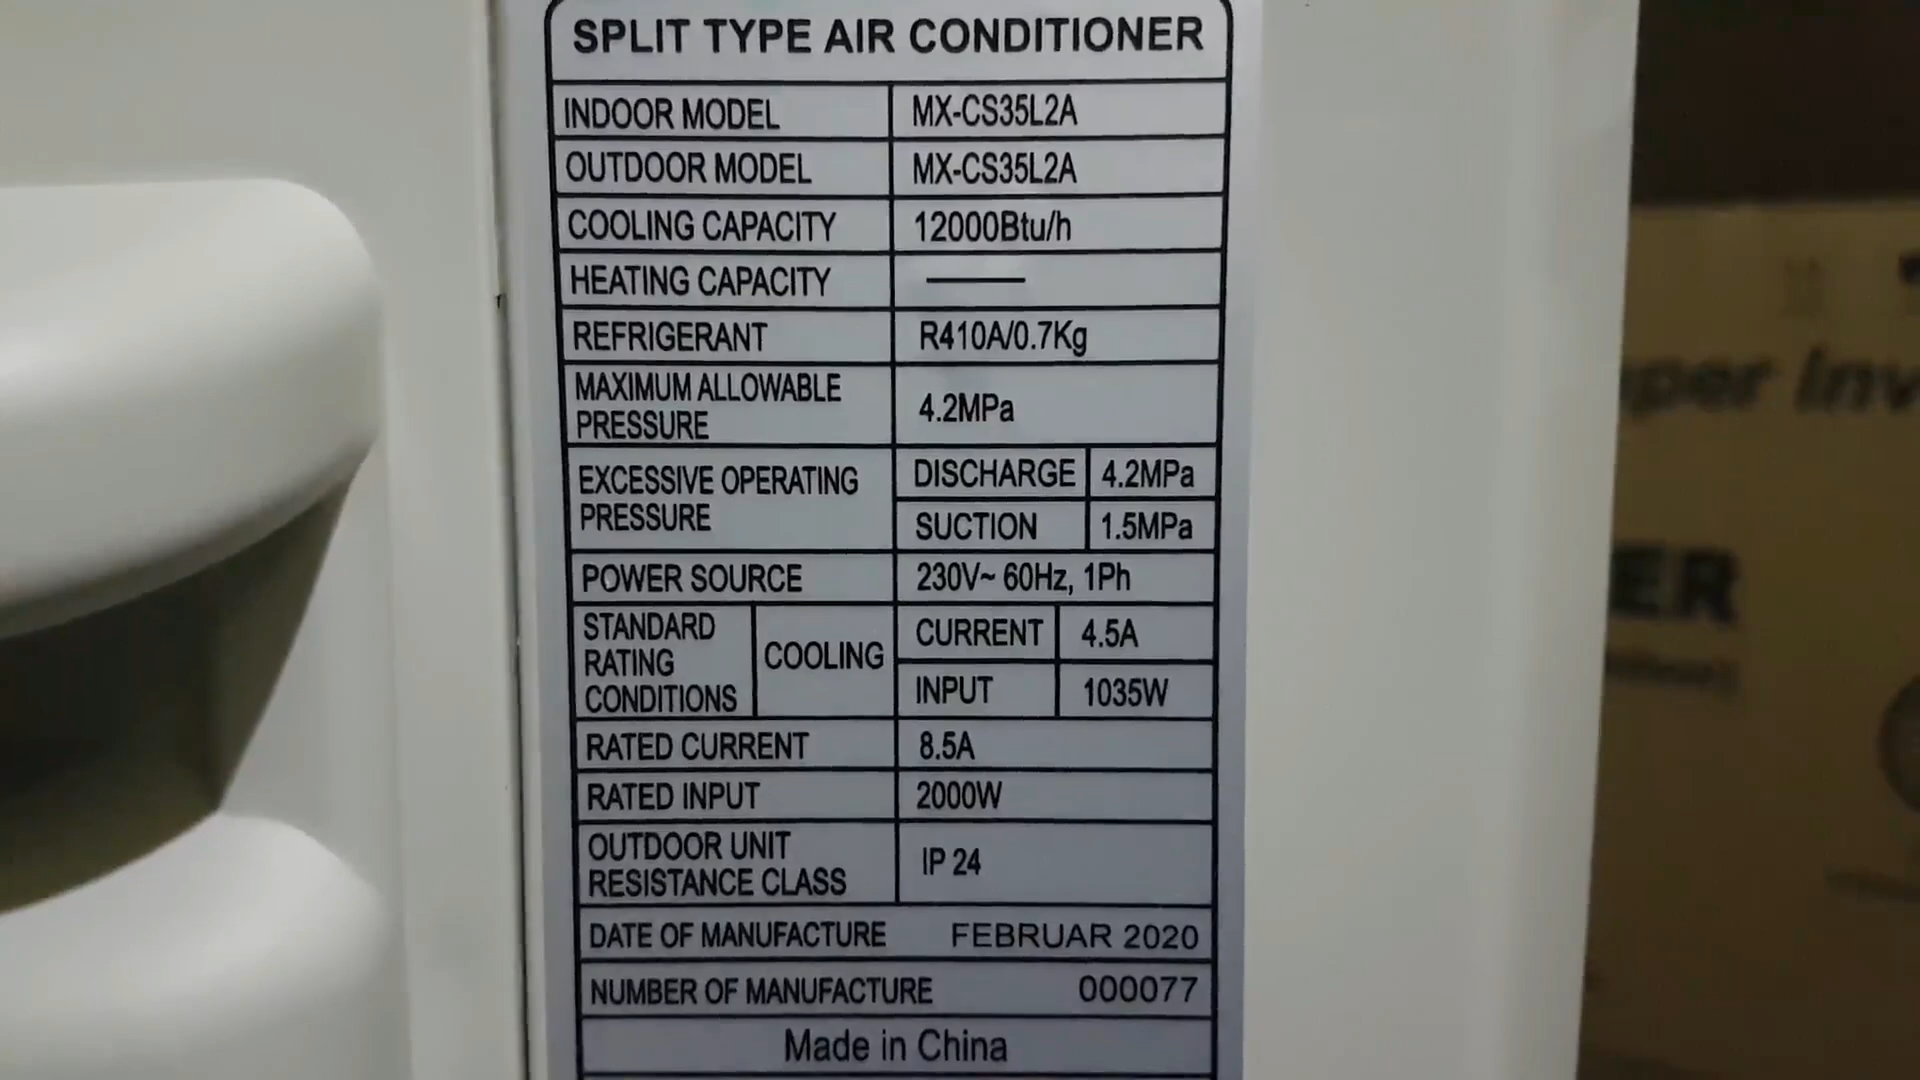 SPLIT TYPE AIR CONDITIONER
INDOOR MODEL MX-CS35L2A
OUTDOOR MODEL MX-CS35L2A
COOLING CAPACITY 12000Btu/h
HEATING CAPACITY ——
REFRIGERANT R410A/0.7Kg
MAXIMUM ALLOWABLE
PRESSURE 4.2MPa
EXCESSIVE OPERATING
PRESSURE
DISCHARGE 4.2MPa
SUCTION 1.5MPa
POWER SOURCE 230V~ 60Hz, 1Ph
STANDARD
RATING
CONDITIONS
COOLING
CURRENT 4.5A
INPUT 1035W
RATED CURRENT 8.5A
RATED INPUT 2000W
OUTDOOR UNIT
RESISTANCE CLASS IP 24
DATE OF MANUFACTURE FEBRUAR 2020
NUMBER OF MANUFACTURE 000077
Made in China